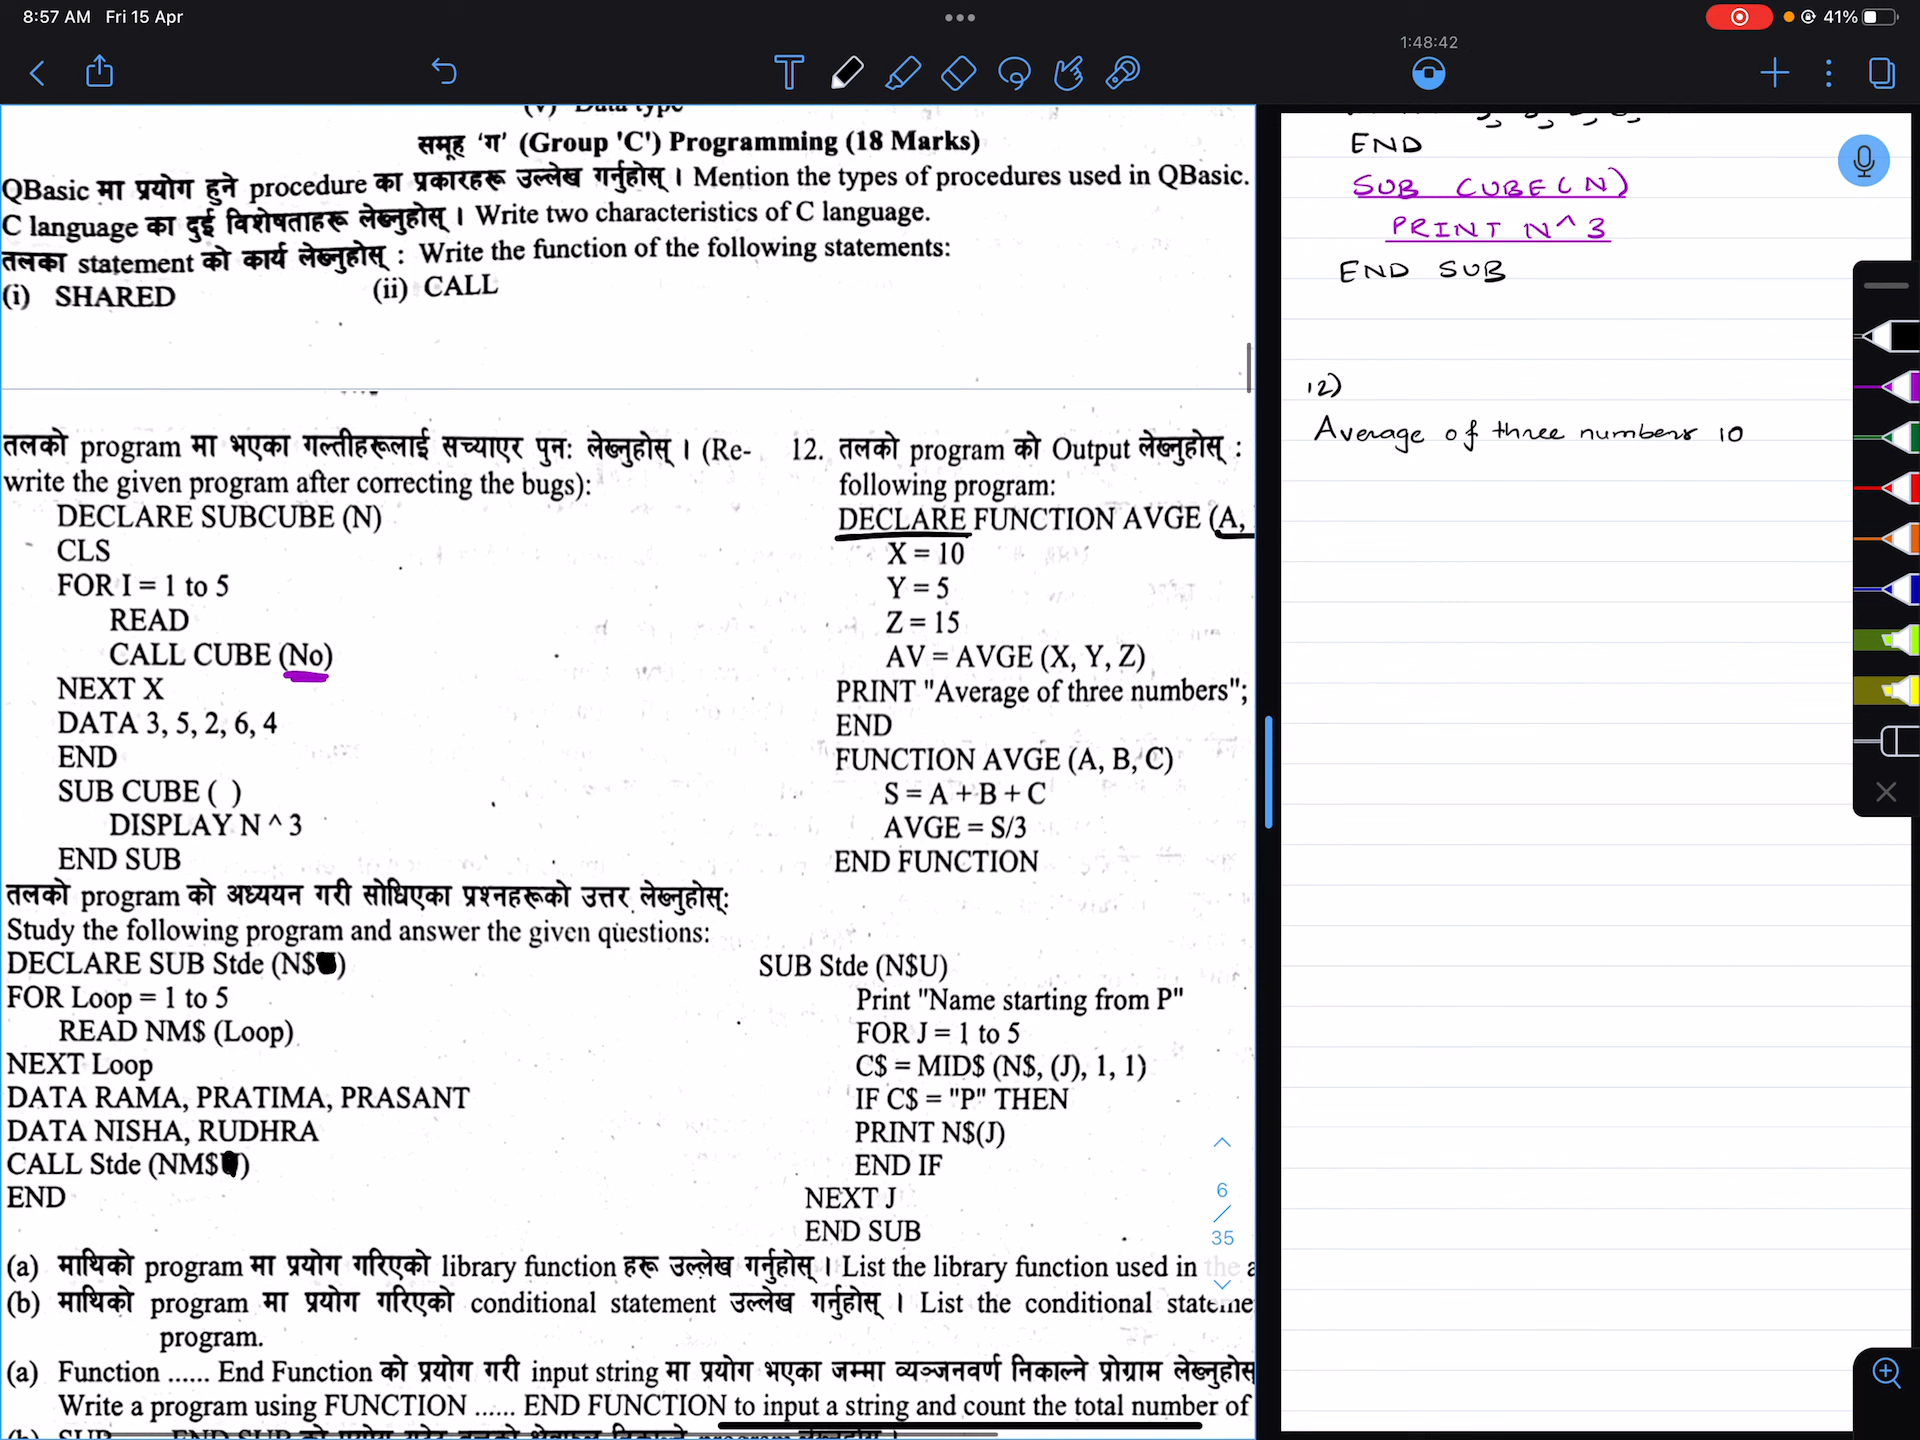 8:57 AM Fri 15 Apr
41%
1:48:42
(v) Data type
समूह 'ग' (Group 'C') Programming (18 Marks)
QBasic मा प्रयोग हुने procedure का प्रकारहरू उल्लेख गर्नुहोस् । Mention the types of procedures used in QBasic.
C language का दुई विशेषताहरू लेख्नुहोस् । Write two characteristics of C language.
तलका statement को कार्य लेख्नुहोस् : Write the function of the following statements:
(i) SHARED (ii) CALL
तलको program मा भएका गल्तीहरूलाई सच्याएर पुन: लेख्नुहोस् । (Re-
write the given program after correcting the bugs):
DECLARE SUBCUBE (N)
CLS
FOR I = 1 to 5
READ
CALL CUBE (No)
NEXT X
DATA 3, 5, 2, 6, 4
END
SUB CUBE ( )
DISPLAY N ^ 3
END SUB
12. तलको program को Output लेख्नुहोस् :
following program:
DECLARE FUNCTION AVGE (A,
X = 10
Y = 5
Z = 15
AV = AVGE (X, Y, Z)
PRINT "Average of three numbers";
END
FUNCTION AVGE (A, B, C)
S = A + B + C
AVGE = S/3
END FUNCTION
तलको program को अध्ययन गरी सोधिएका प्रश्नहरूको उत्तर लेख्नुहोस्:
Study the following program and answer the given questions:
DECLARE SUB Stde (N$ )
FOR Loop = 1 to 5
READ NM$ (Loop)
NEXT Loop
DATA RAMA, PRATIMA, PRASANT
DATA NISHA, RUDHRA
CALL Stde (NM$ )
END
SUB Stde (N$U)
Print "Name starting from P"
FOR J = 1 to 5
C$ = MID$ (N$, (J), 1, 1)
IF C$ = "P" THEN
PRINT N$(J)
END IF
NEXT J
END SUB
6
/
35
(a) माथिको program मा प्रयोग गरिएको library function हरू उल्लेख गर्नुहोस् । List the library function used in the a
(b) माथिको program मा प्रयोग गरिएको conditional statement उल्लेख गर्नुहोस् । List the conditional stateme
program.
(a) Function ...... End Function को प्रयोग गरी input string मा प्रयोग भएका जम्मा व्यञ्जनवर्ण निकाल्ने प्रोग्राम लेख्नुहोस्
Write a program using FUNCTION ...... END FUNCTION to input a string and count the total number of
END
SUB CUBE (N)
PRINT N^3
END SUB
12)
Average of three numbers 10